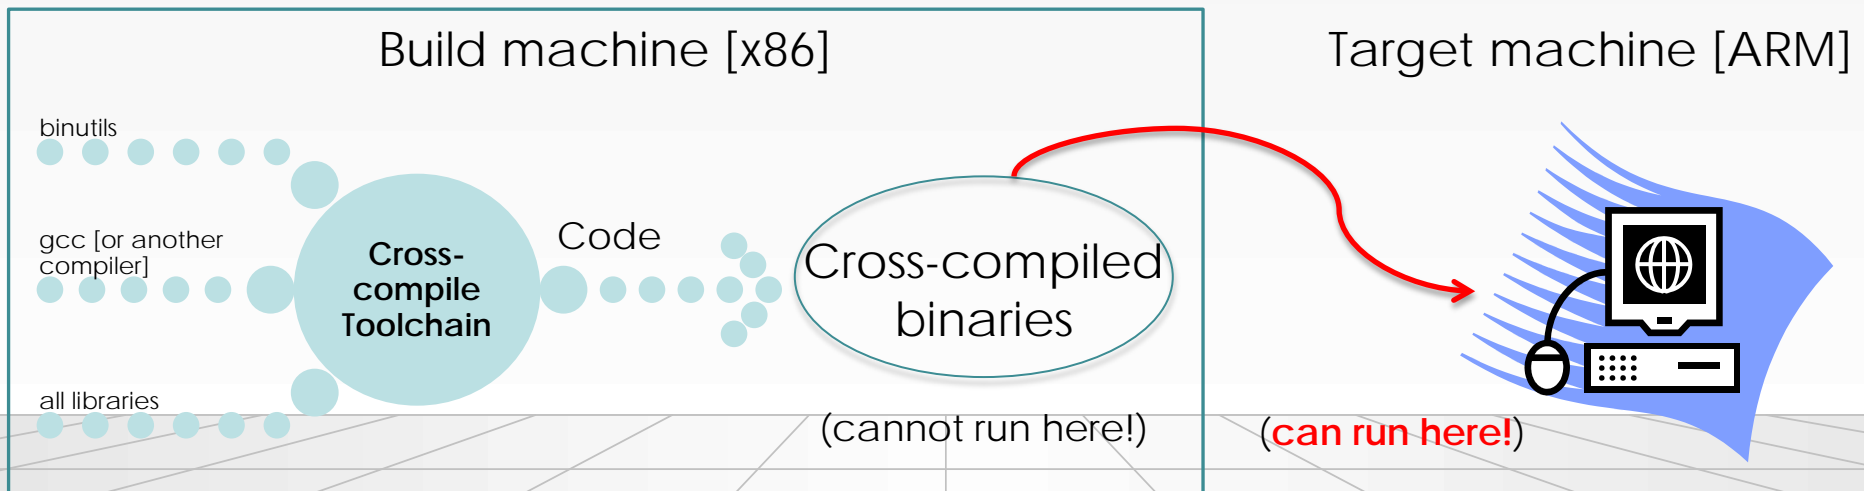 Build machine [x86]
Target machine [ARM]
binutils
gcc [or another
compiler]
all libraries
Cross-
compile
Toolchain
Code
Cross-compiled
binaries
(cannot run here!)
(can run here!)